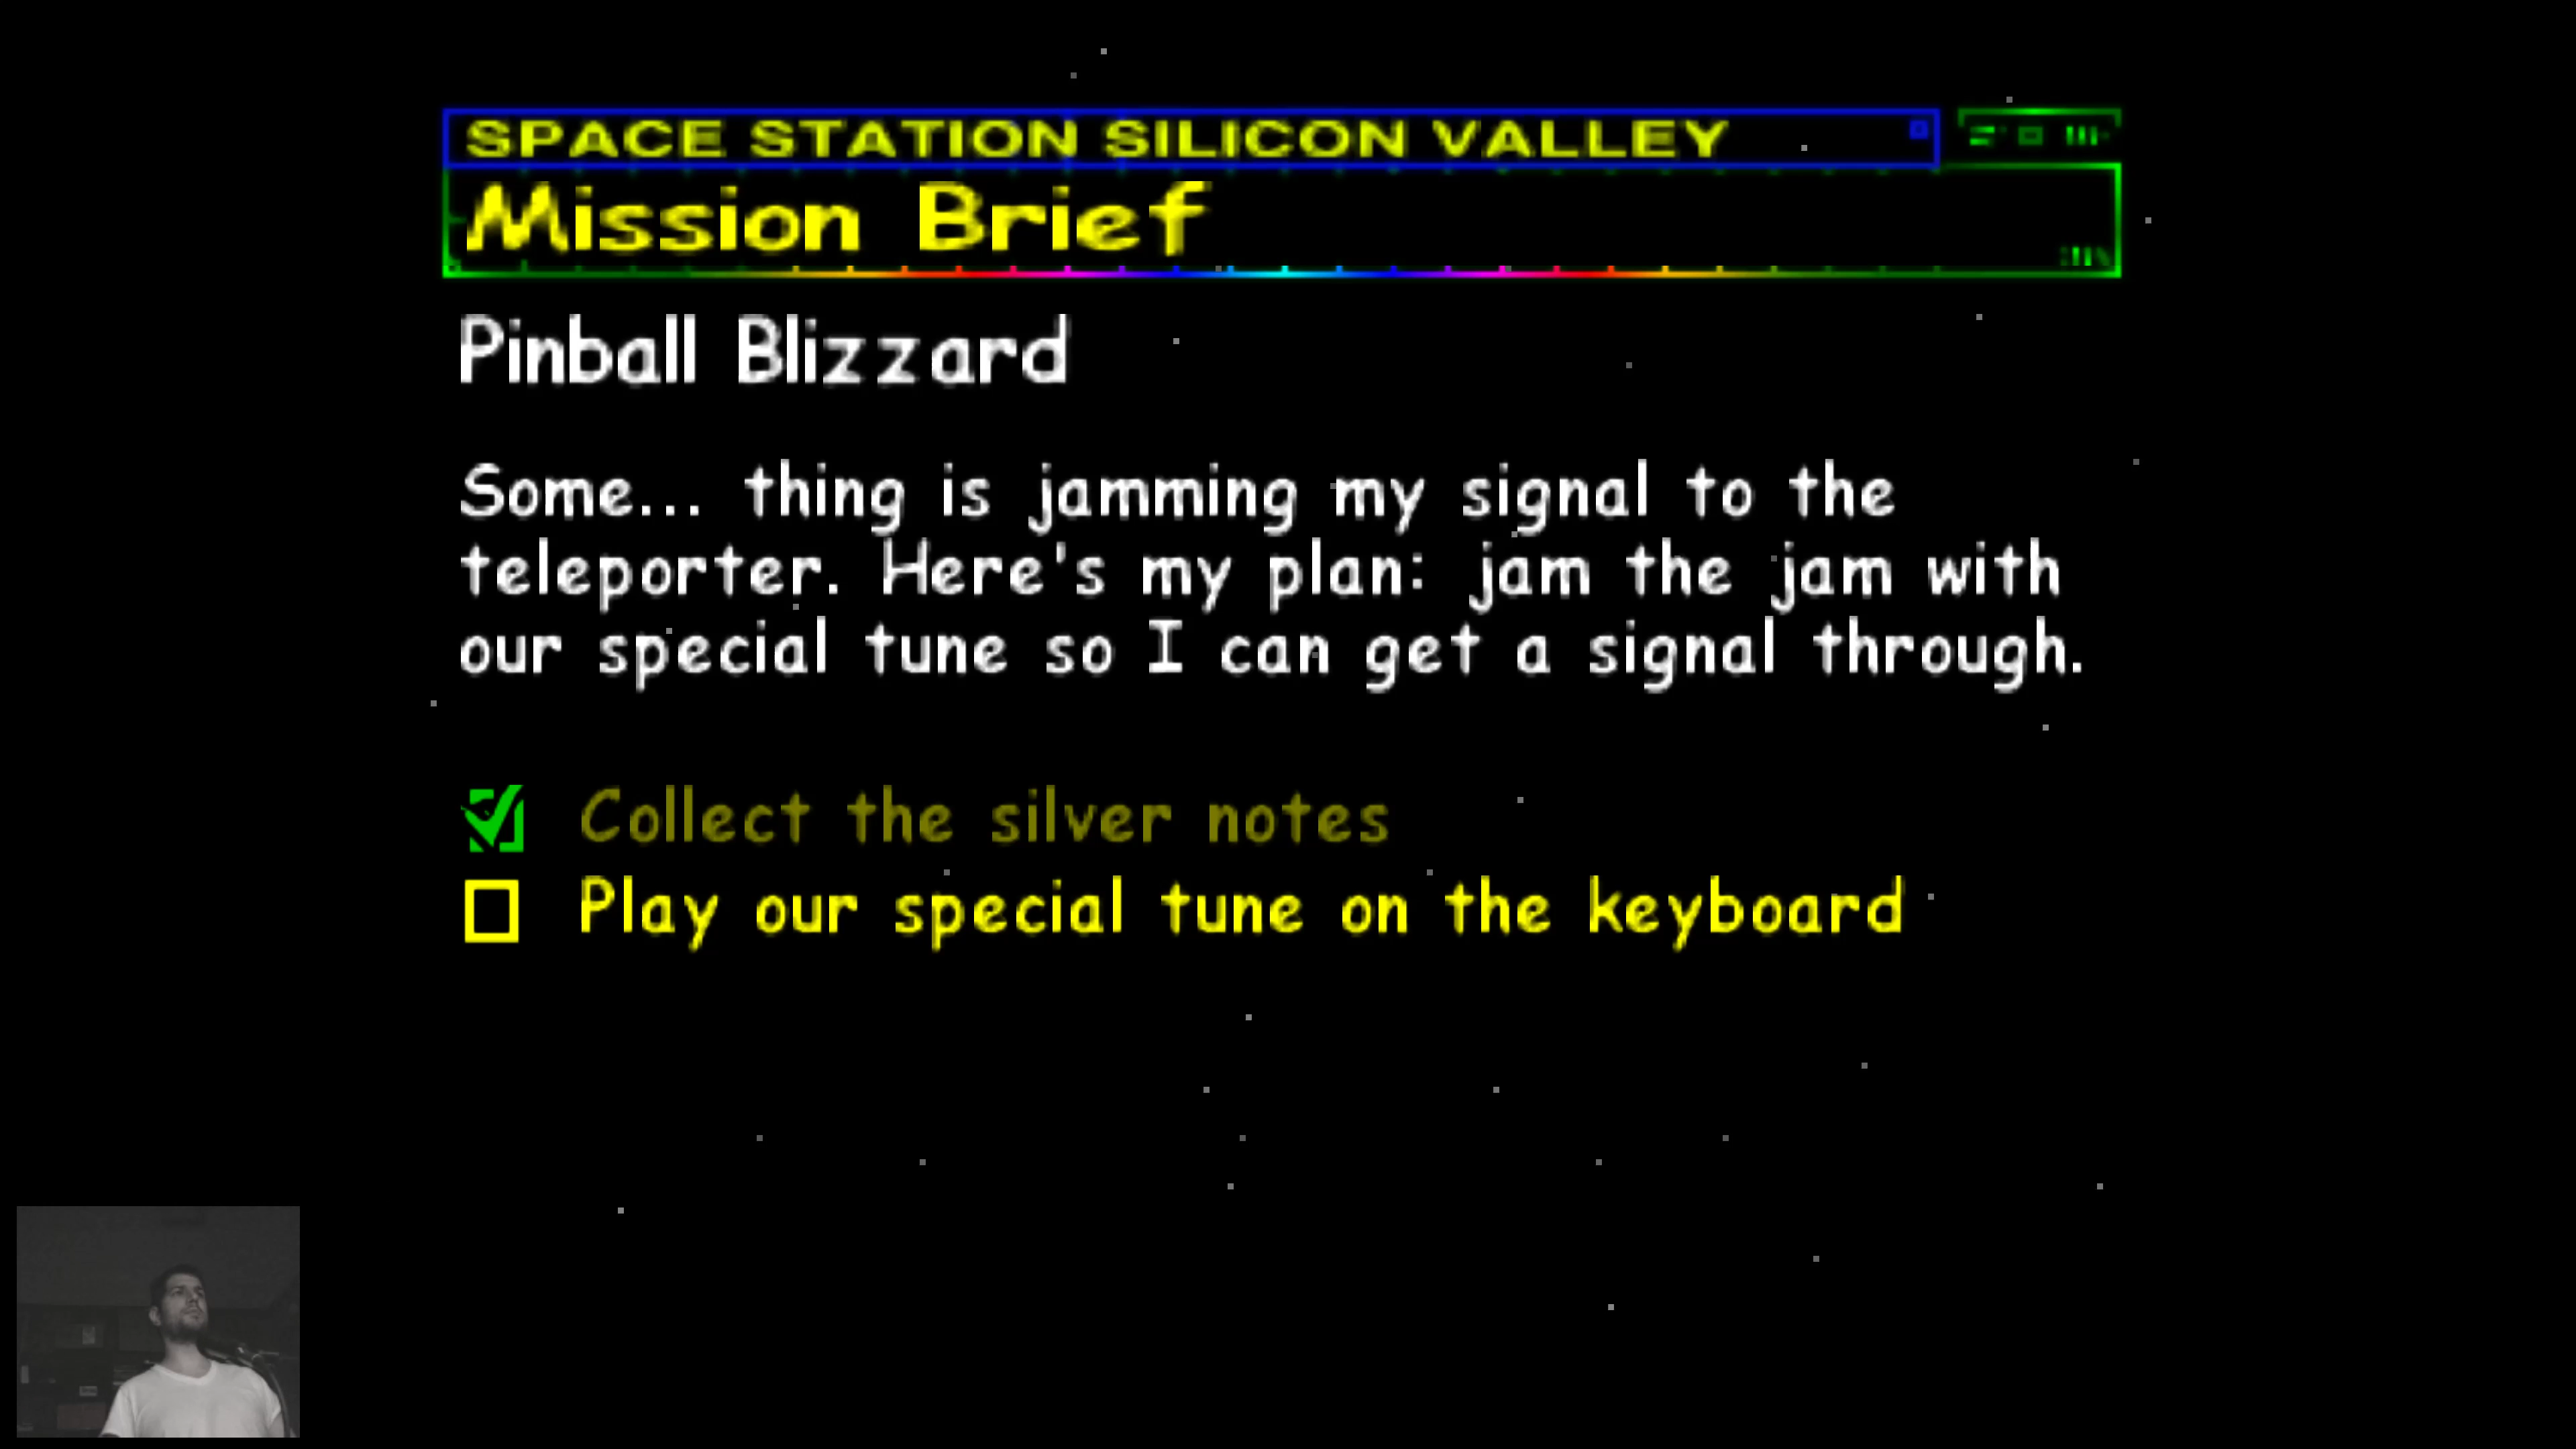 SPACE STATION SILICON VALLEY
Mission Brief
Pinball Blizzard
Some... thing is jamming my signal to the
teleporter. Here's my plan: jam the jam with
our special tune so I can get a signal through.
Collect the silver notes
Play our special tune on the keyboard